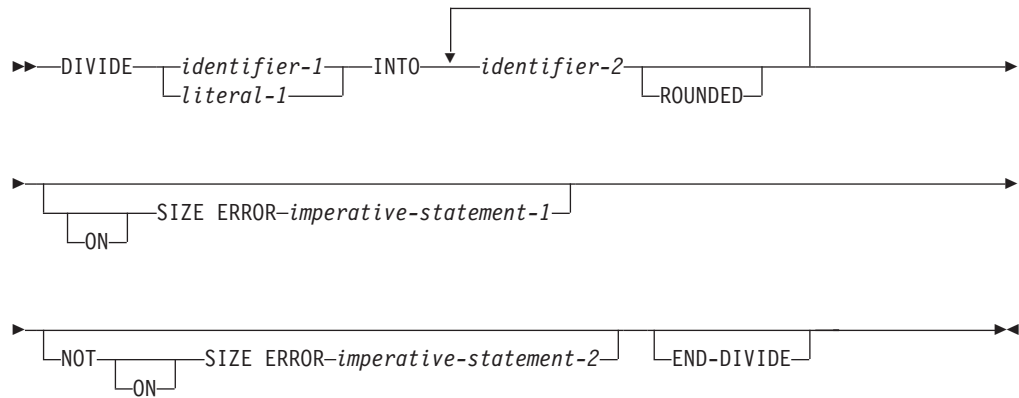 DIVIDE identifier-1 INTO identifier-2
literal-1 ROUNDED
SIZE ERROR imperative-statement-1
ON
NOT SIZE ERROR imperative-statement-2 END-DIVIDE
ON